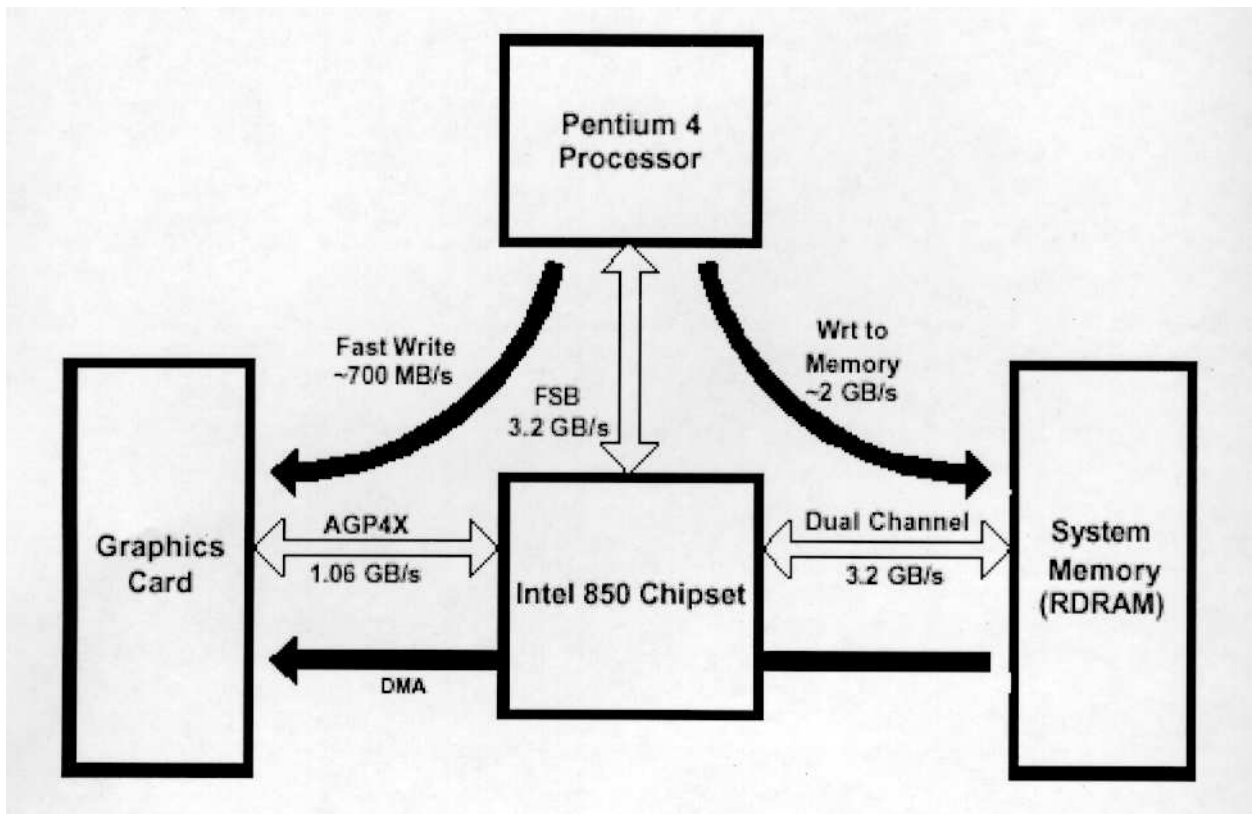 Pentium 4
Processor
Fast Write
~700 MB/s
Wrt to
Memory
~2 GB/s
FSB
3.2 GB/s
Graphics
Card
AGP4X
1.06 GB/s
Intel 850 Chipset
Dual Channel
3.2 GB/s
System
Memory
(RDRAM)
DMA